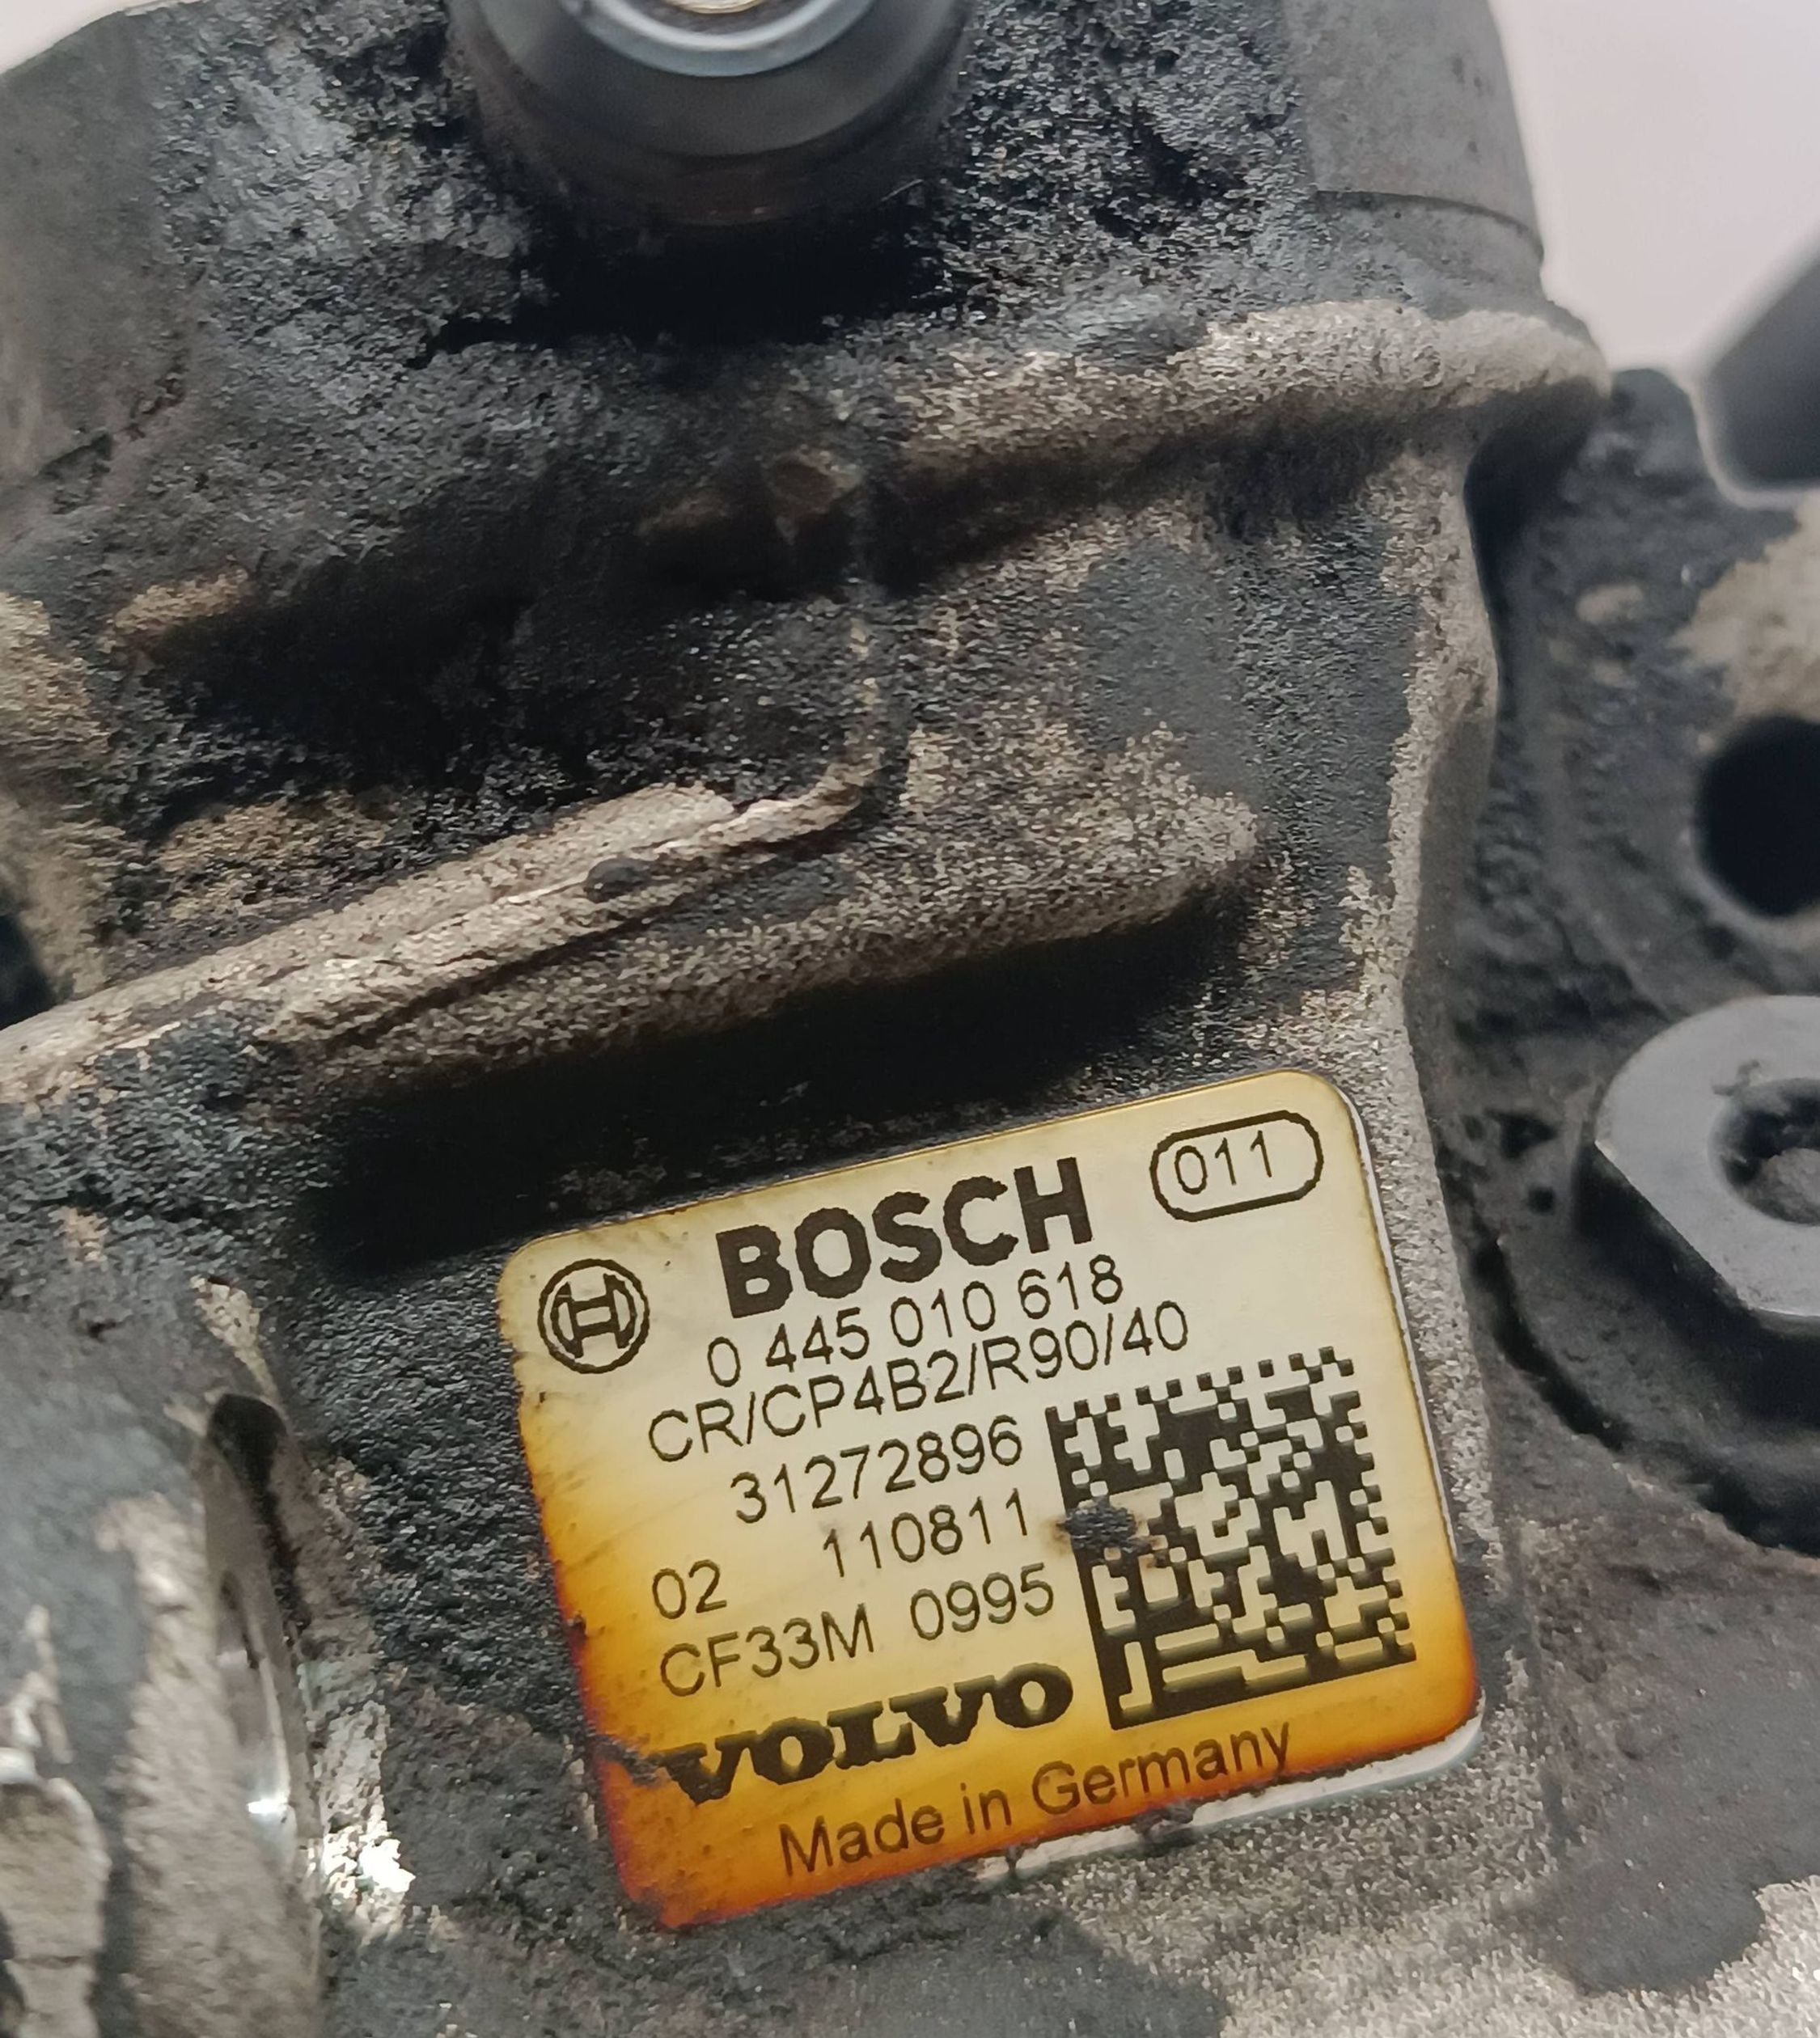 BOSCH 011
0 445 010 618
CR/CP4B2/R90/40
31272896
02 110811
CF33M 0995
VOLVO
Made in Germany